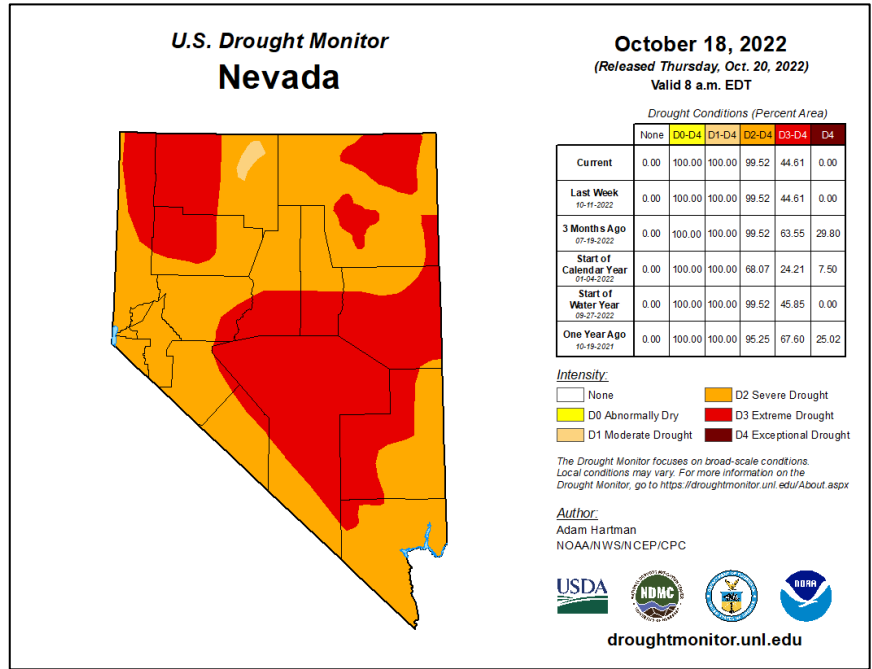 U.S. Drought Monitor
Nevada
October 18, 2022
(Released Thursday, Oct. 20, 2022)
Valid 8 a.m. EDT
Drought Conditions (Percent Area)
None D0-D4 D1-D4 D2-D4 D3-D4 D4
Current 0.00 100.00 100.00 99.52 44.61 0.00
Last Week
10-11-2022 0.00 100.00 100.00 99.52 44.61 0.00
3 Months Ago
07-19-2022 0.00 100.00 100.00 99.52 63.55 29.80
Start of
Calendar Year
01-04-2022 0.00 100.00 100.00 68.07 24.21 7.50
Start of
Water Year
09-27-2022 0.00 100.00 100.00 99.52 45.85 0.00
One Year Ago
10-19-2021 0.00 100.00 100.00 95.25 67.60 25.02
Intensity:
None
D0 Abnormally Dry
D1 Moderate Drought
D2 Severe Drought
D3 Extreme Drought
D4 Exceptional Drought
The Drought Monitor focuses on broad-scale conditions.
Local conditions may vary. For more information on the
Drought Monitor, go to https://droughtmonitor.unl.edu/About.aspx
Author:
Adam Hartman
NOAA/NWS/NCEP/CPC
USDA
NDMC
NOAA
droughtmonitor.unl.edu